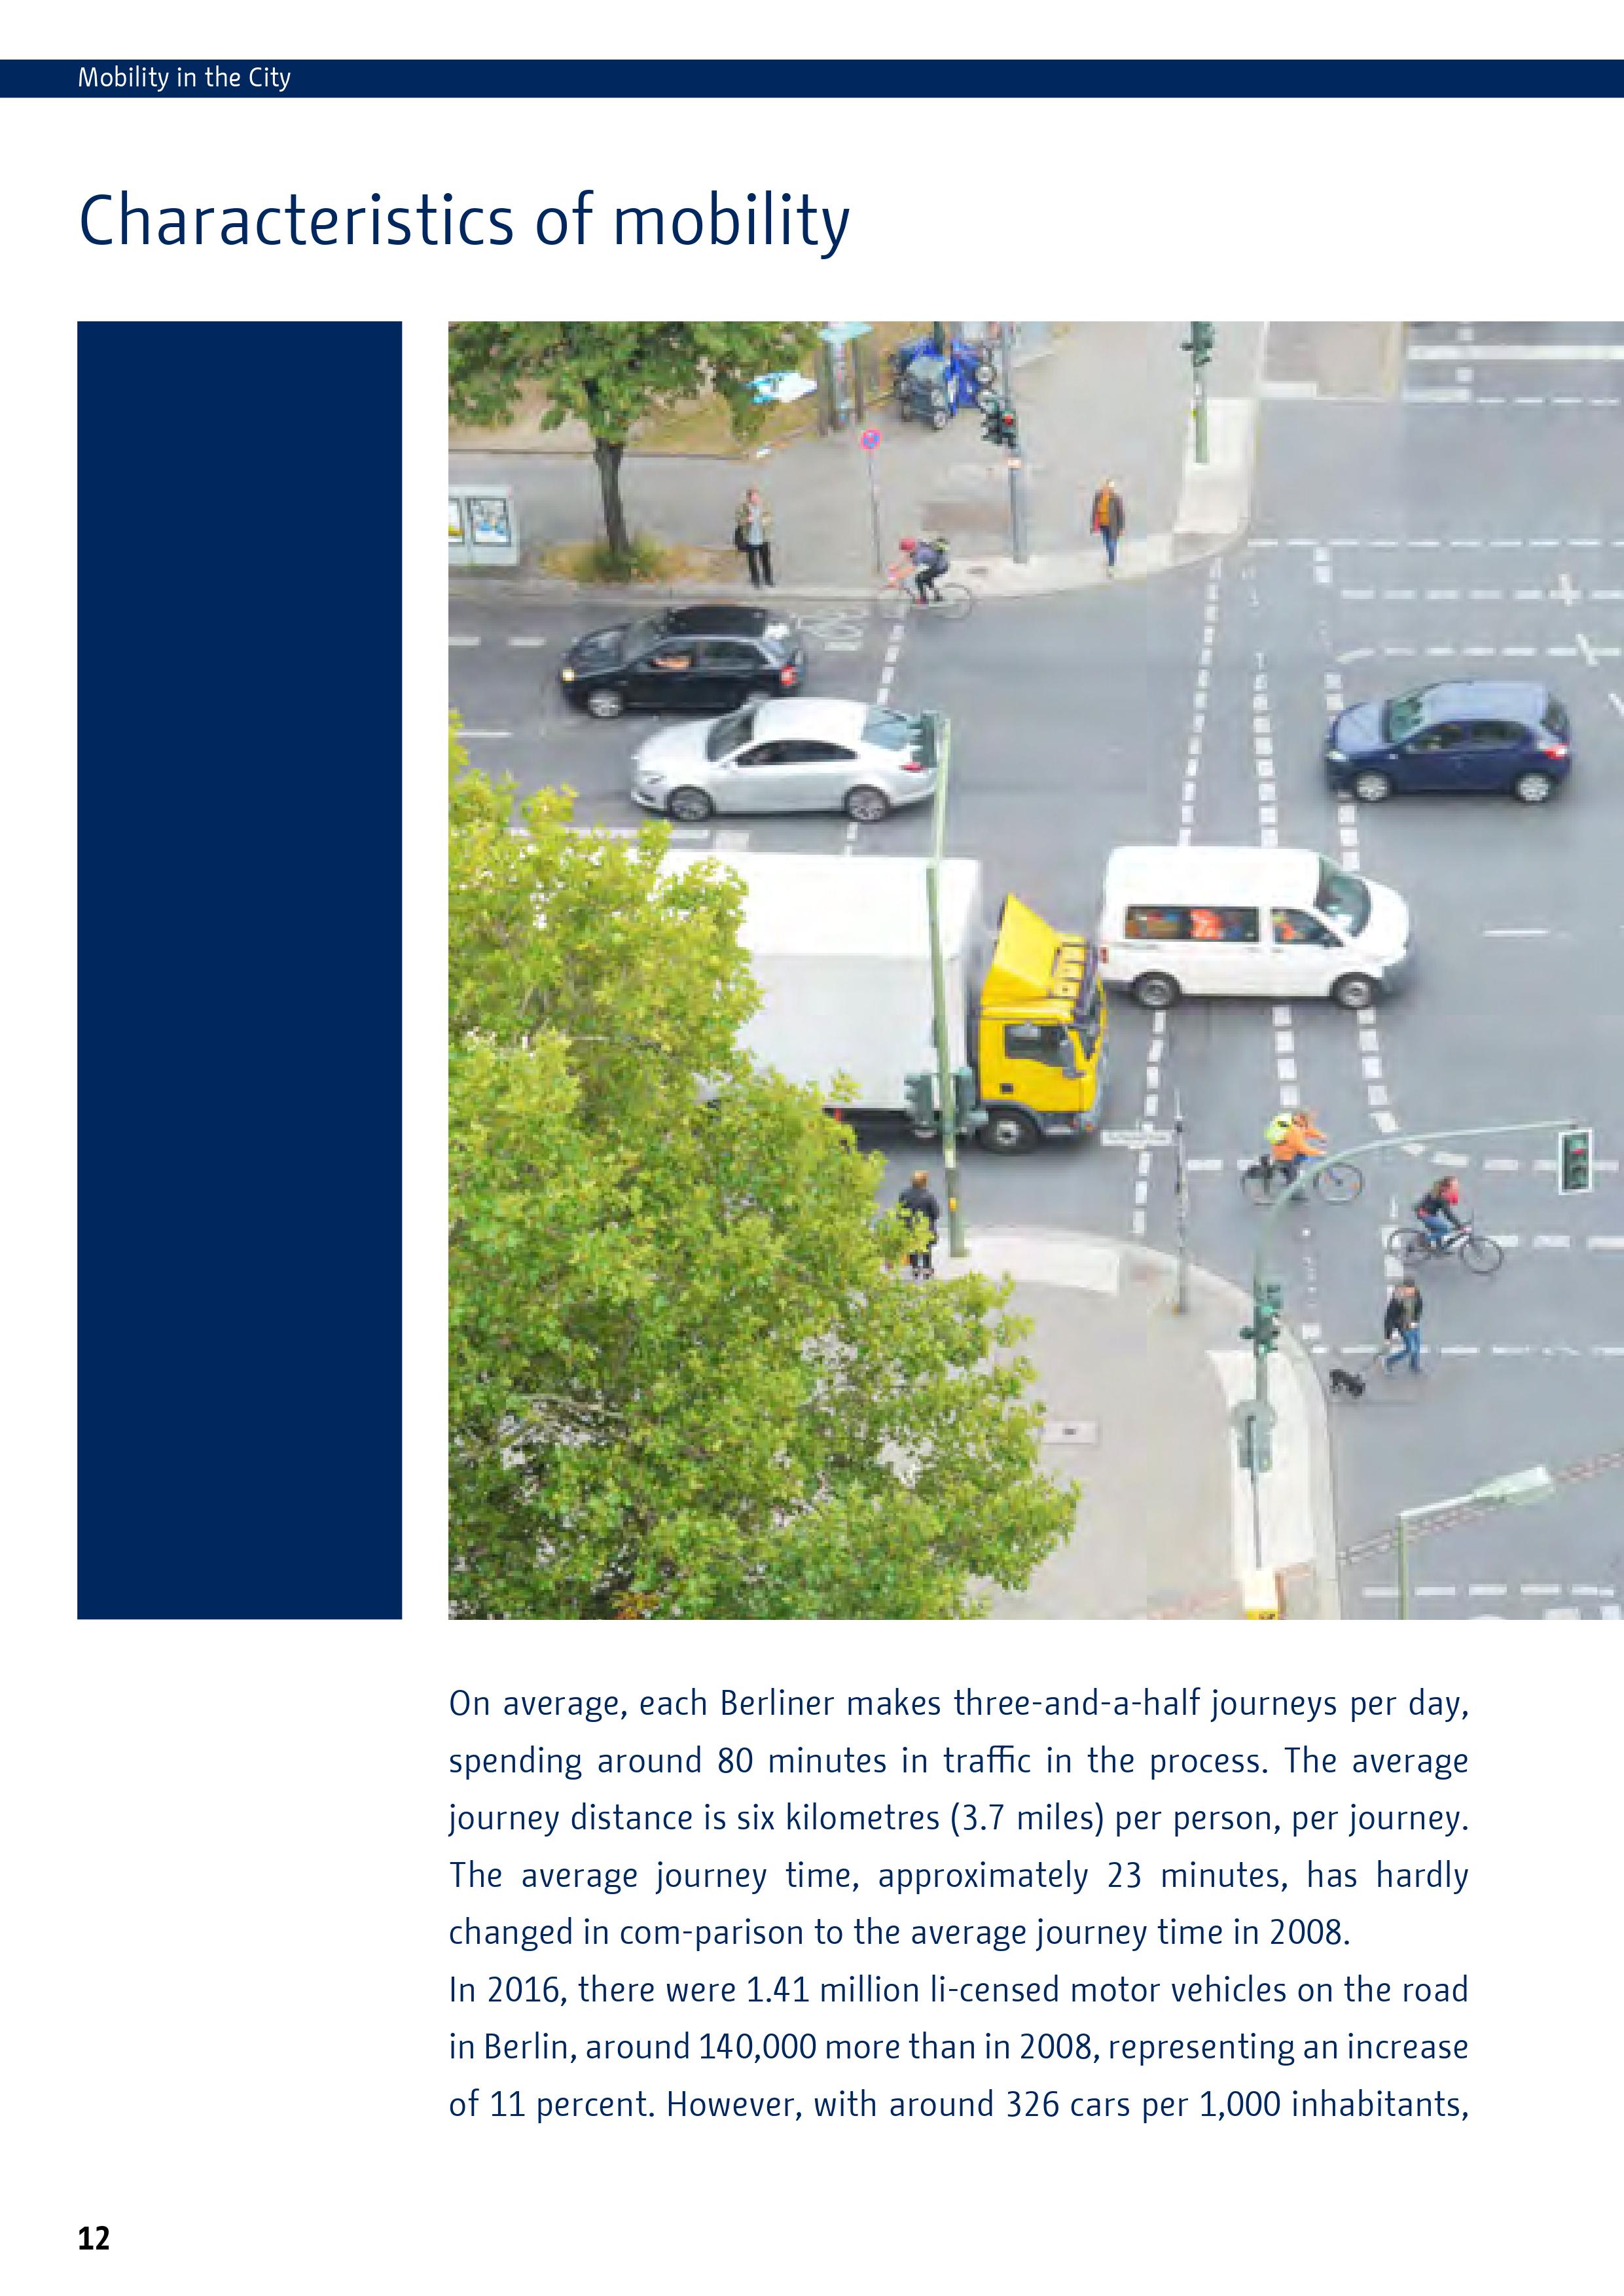 Mobility in the City
Characteristics of mobility
On average, each Berliner makes three-and-a-half journeys per day,
spending around 80 minutes in traffic in the process. The average
journey distance is six kilometres (3.7 miles) per person, per journey.
The average journey time, approximately 23 minutes, has hardly
changed in com-parison to the average journey time in 2008.
In 2016, there were 1.41 million li-censed motor vehicles on the road
in Berlin, around 140,000 more than in 2008, representing an increase
of 11 percent. However, with around 326 cars per 1,000 inhabitants,
12